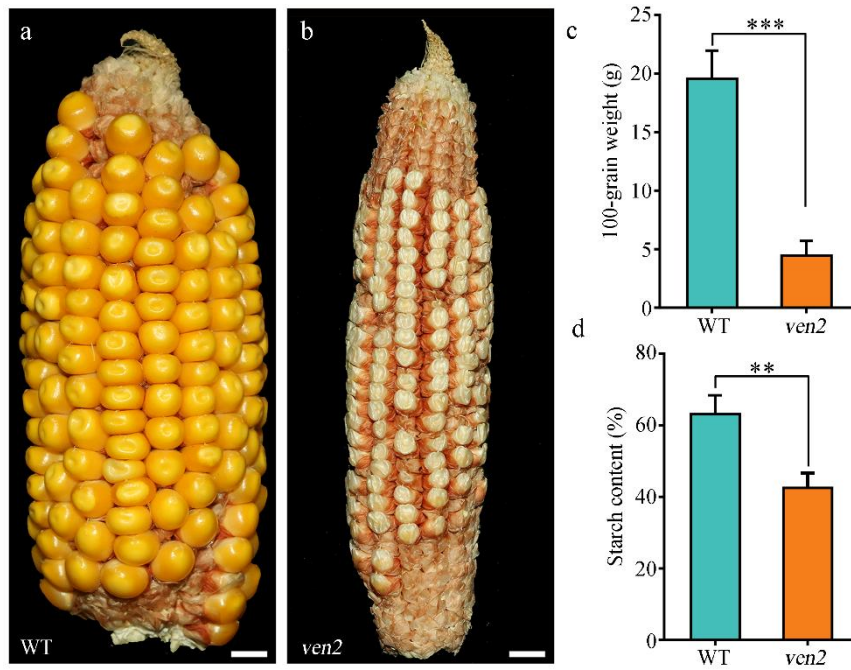 a
WT
b
ven2
c
***
100-grain weight (g)
25
20
15
10
5
0
WT
ven2
d
**
Starch content (%)
80
60
40
20
0
WT
ven2